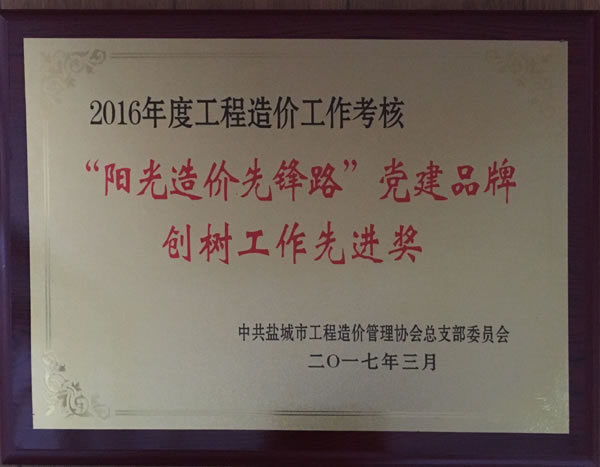 2016年度工程造价工作考核
“阳光造价先锋路”党建品牌
创树工作先进奖
中共盐城市工程造价管理协会总支部委员会
二〇一七年三月